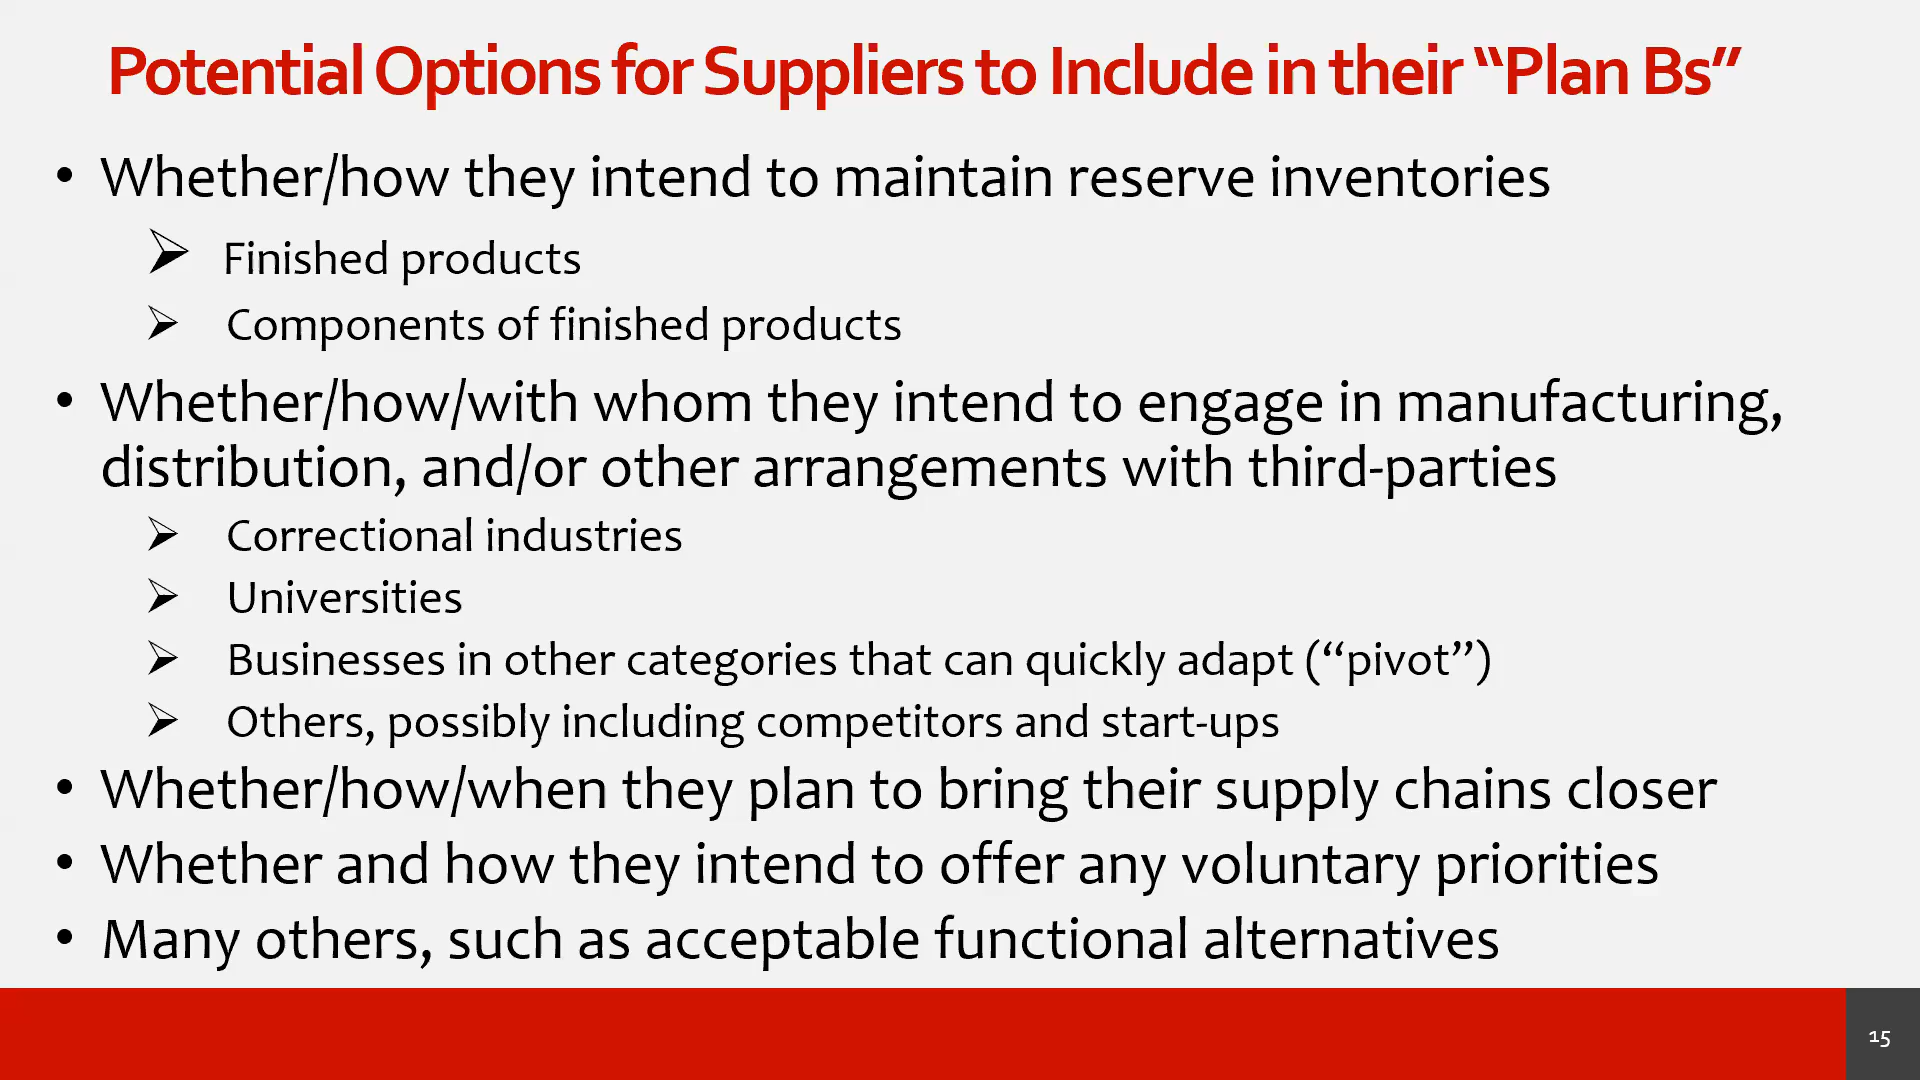 Potential Options for Suppliers to Include in their “Plan Bs”
• Whether/how they intend to maintain reserve inventories
➢ Finished products
➢ Components of finished products
• Whether/how/with whom they intend to engage in manufacturing,
distribution, and/or other arrangements with third-parties
➢ Correctional industries
➢ Universities
➢ Businesses in other categories that can quickly adapt (“pivot”)
➢ Others, possibly including competitors and start-ups
• Whether/how/when they plan to bring their supply chains closer
• Whether and how they intend to offer any voluntary priorities
• Many others, such as acceptable functional alternatives
15